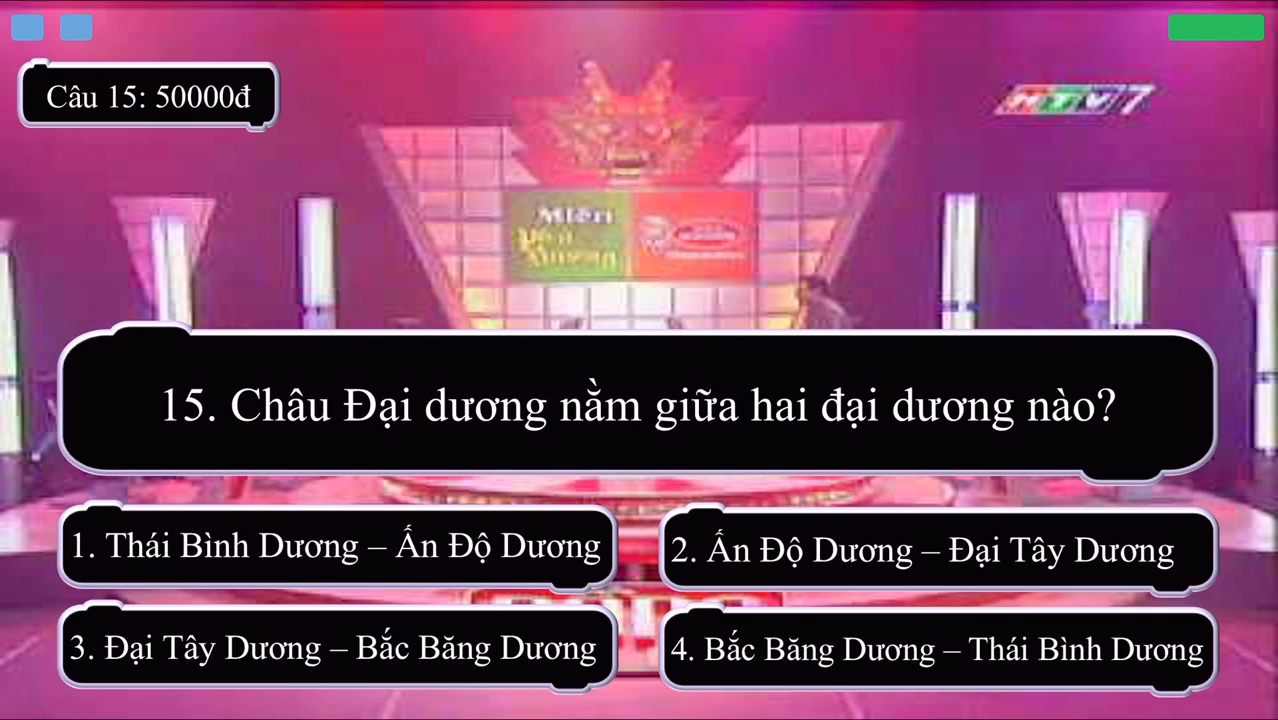 Câu 15: 50000đ
HTV7
Miền
15. Châu Đại dương nằm giữa hai đại dương nào?
1. Thái Bình Dương – Ấn Độ Dương
2. Ấn Độ Dương – Đại Tây Dương
3. Đại Tây Dương – Bắc Băng Dương
4. Bắc Băng Dương – Thái Bình Dương